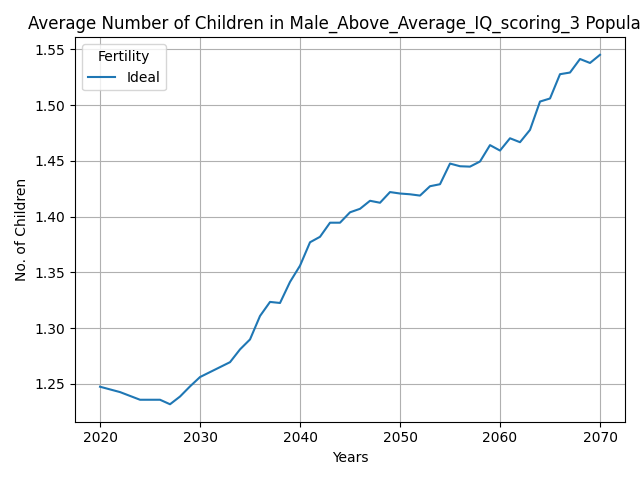 Average Number of Children in Male_Above_Average_IQ_scoring_3 Popula
Fertility
Ideal
1.55
1.50
1.45
1.40
1.35
1.30
1.25
No. of Children
2020 2030 2040 2050 2060 2070
Years